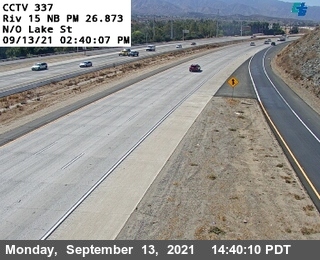 CCTV 337
Riv 15 NB PM 26.873
N/O Lake St
09/13/21 02:40:07 PM
Monday, September 13, 2021 14:40:10 PDT